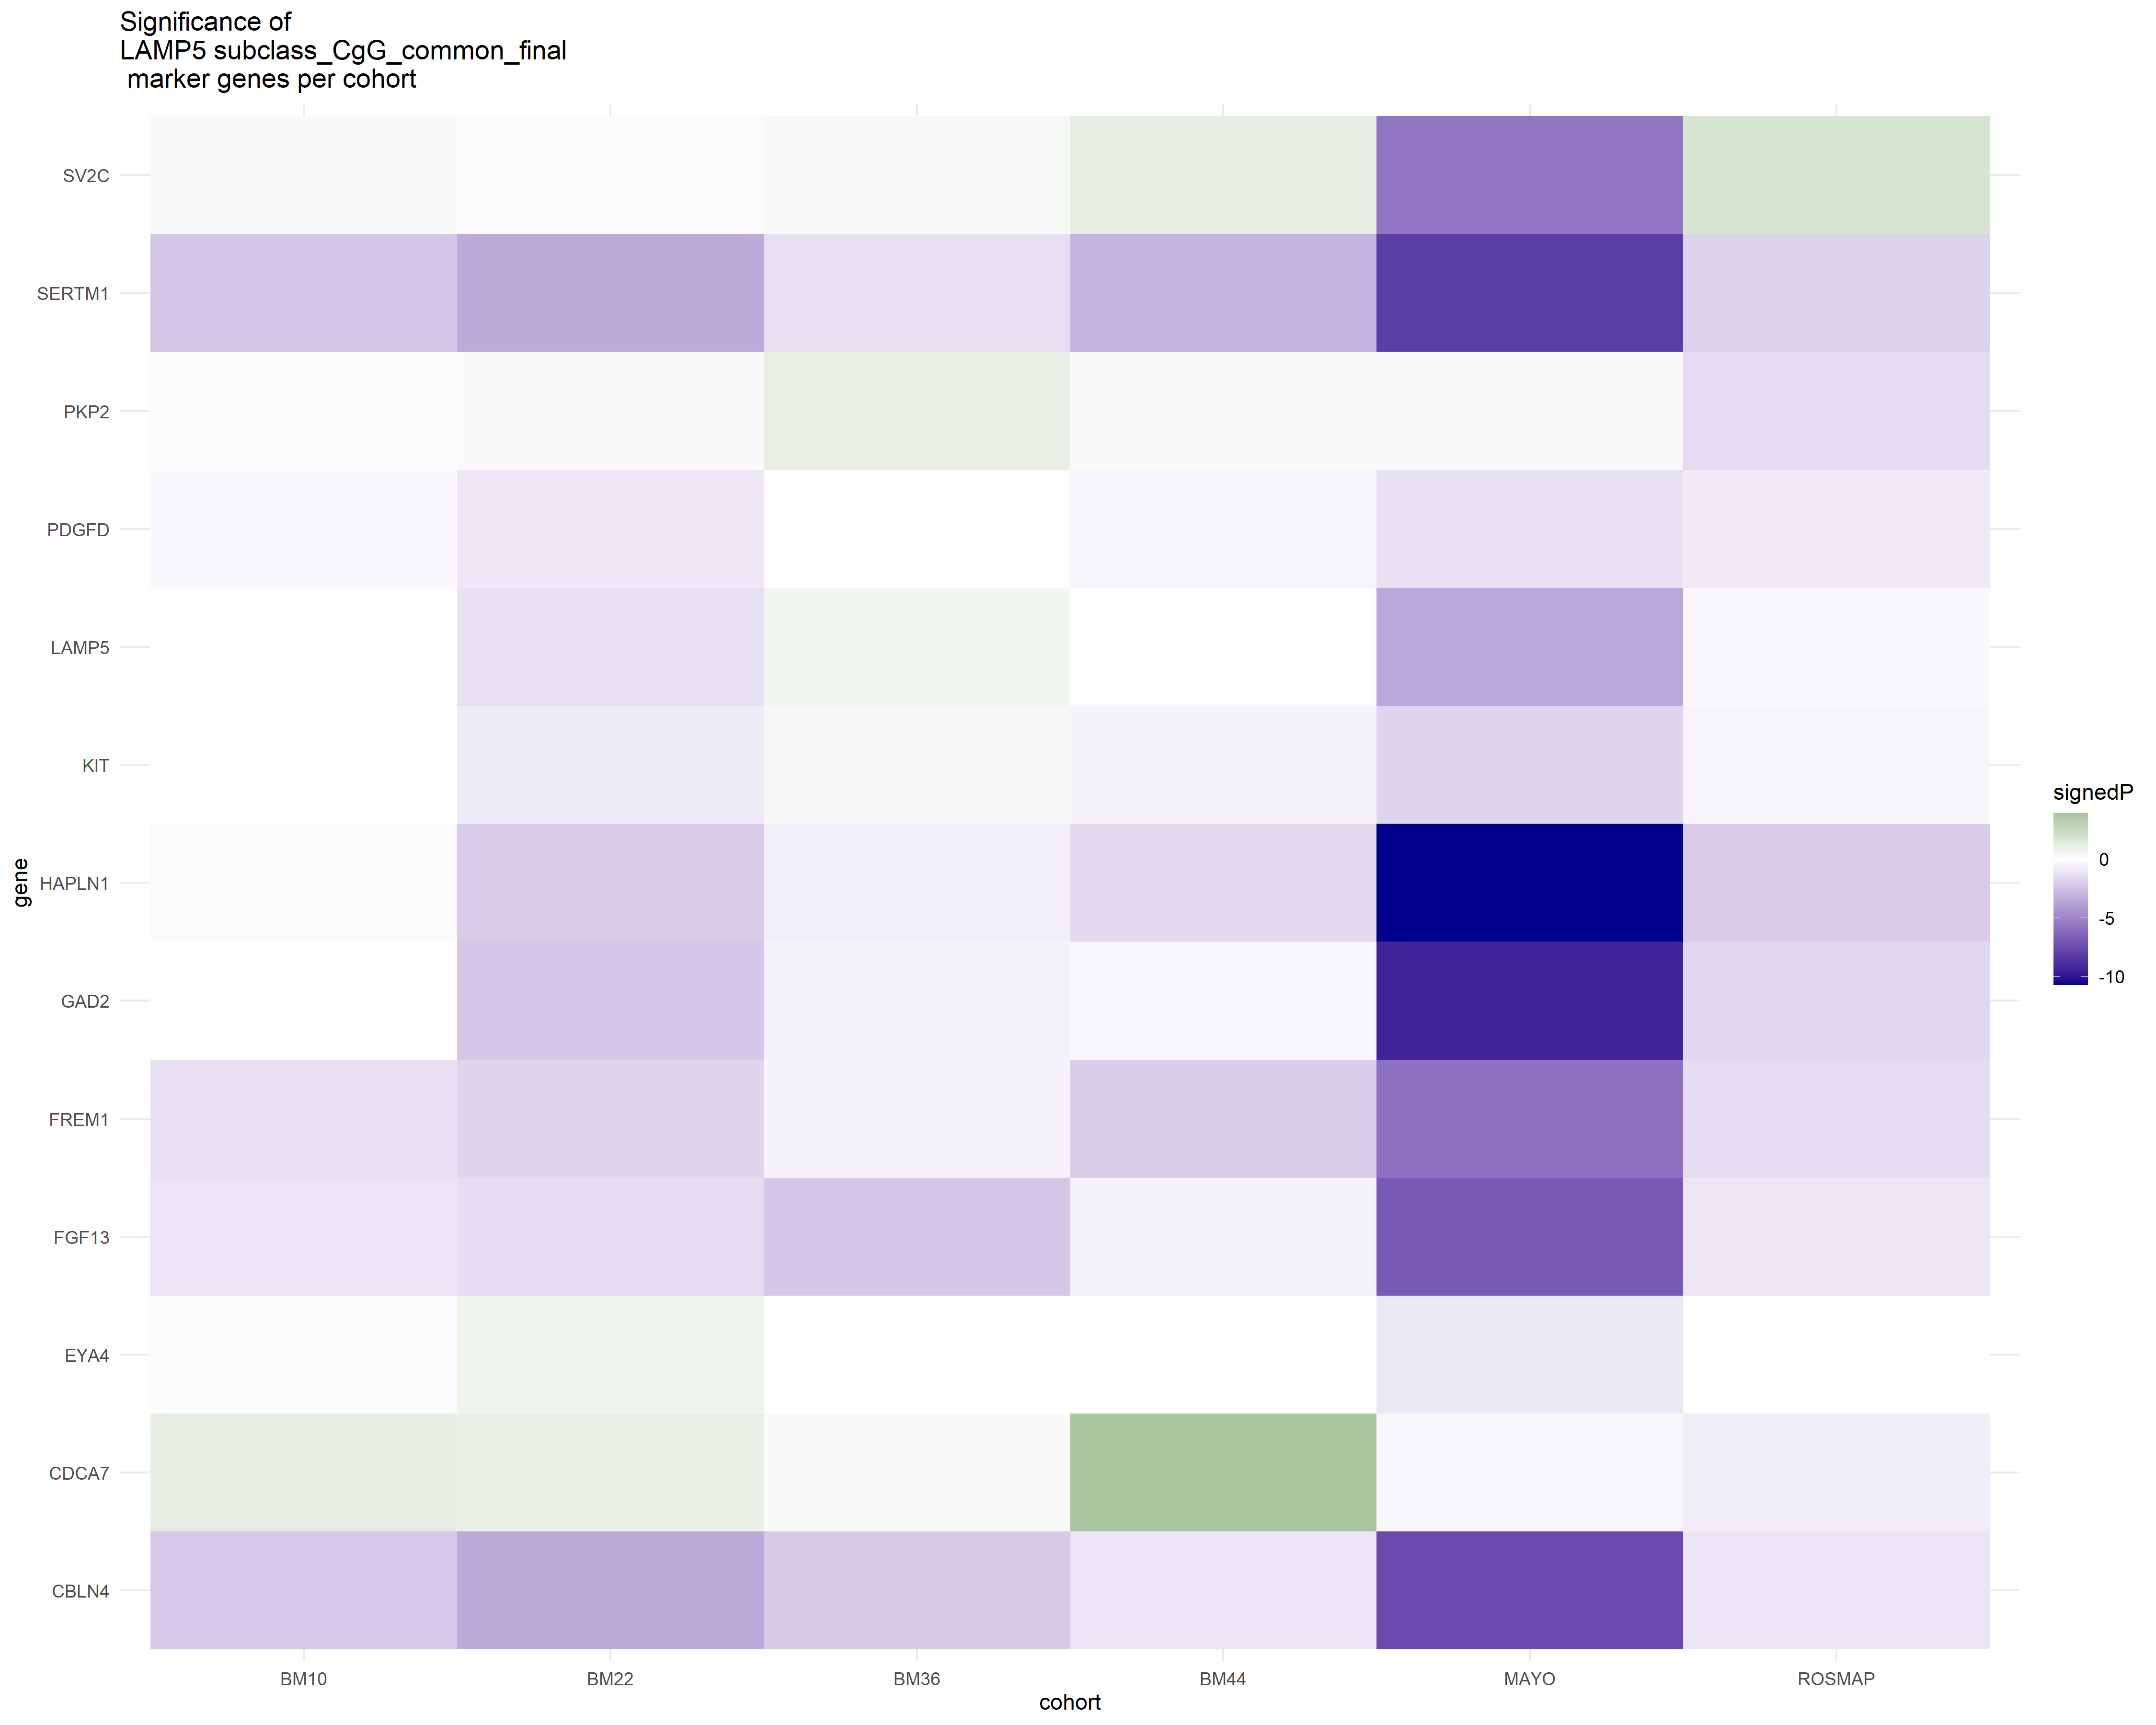 Significance of
LAMP5 subclass_CgG_common_final
marker genes per cohort
SV2C
SERTM1
PKP2
PDGFD
LAMP5
KIT
HAPLN1
GAD2
FREM1
FGF13
EYA4
CDCA7
CBLN4
gene
BM10 BM22 BM36 BM44 MAYO ROSMAP
cohort
signedP
0
-5
-10